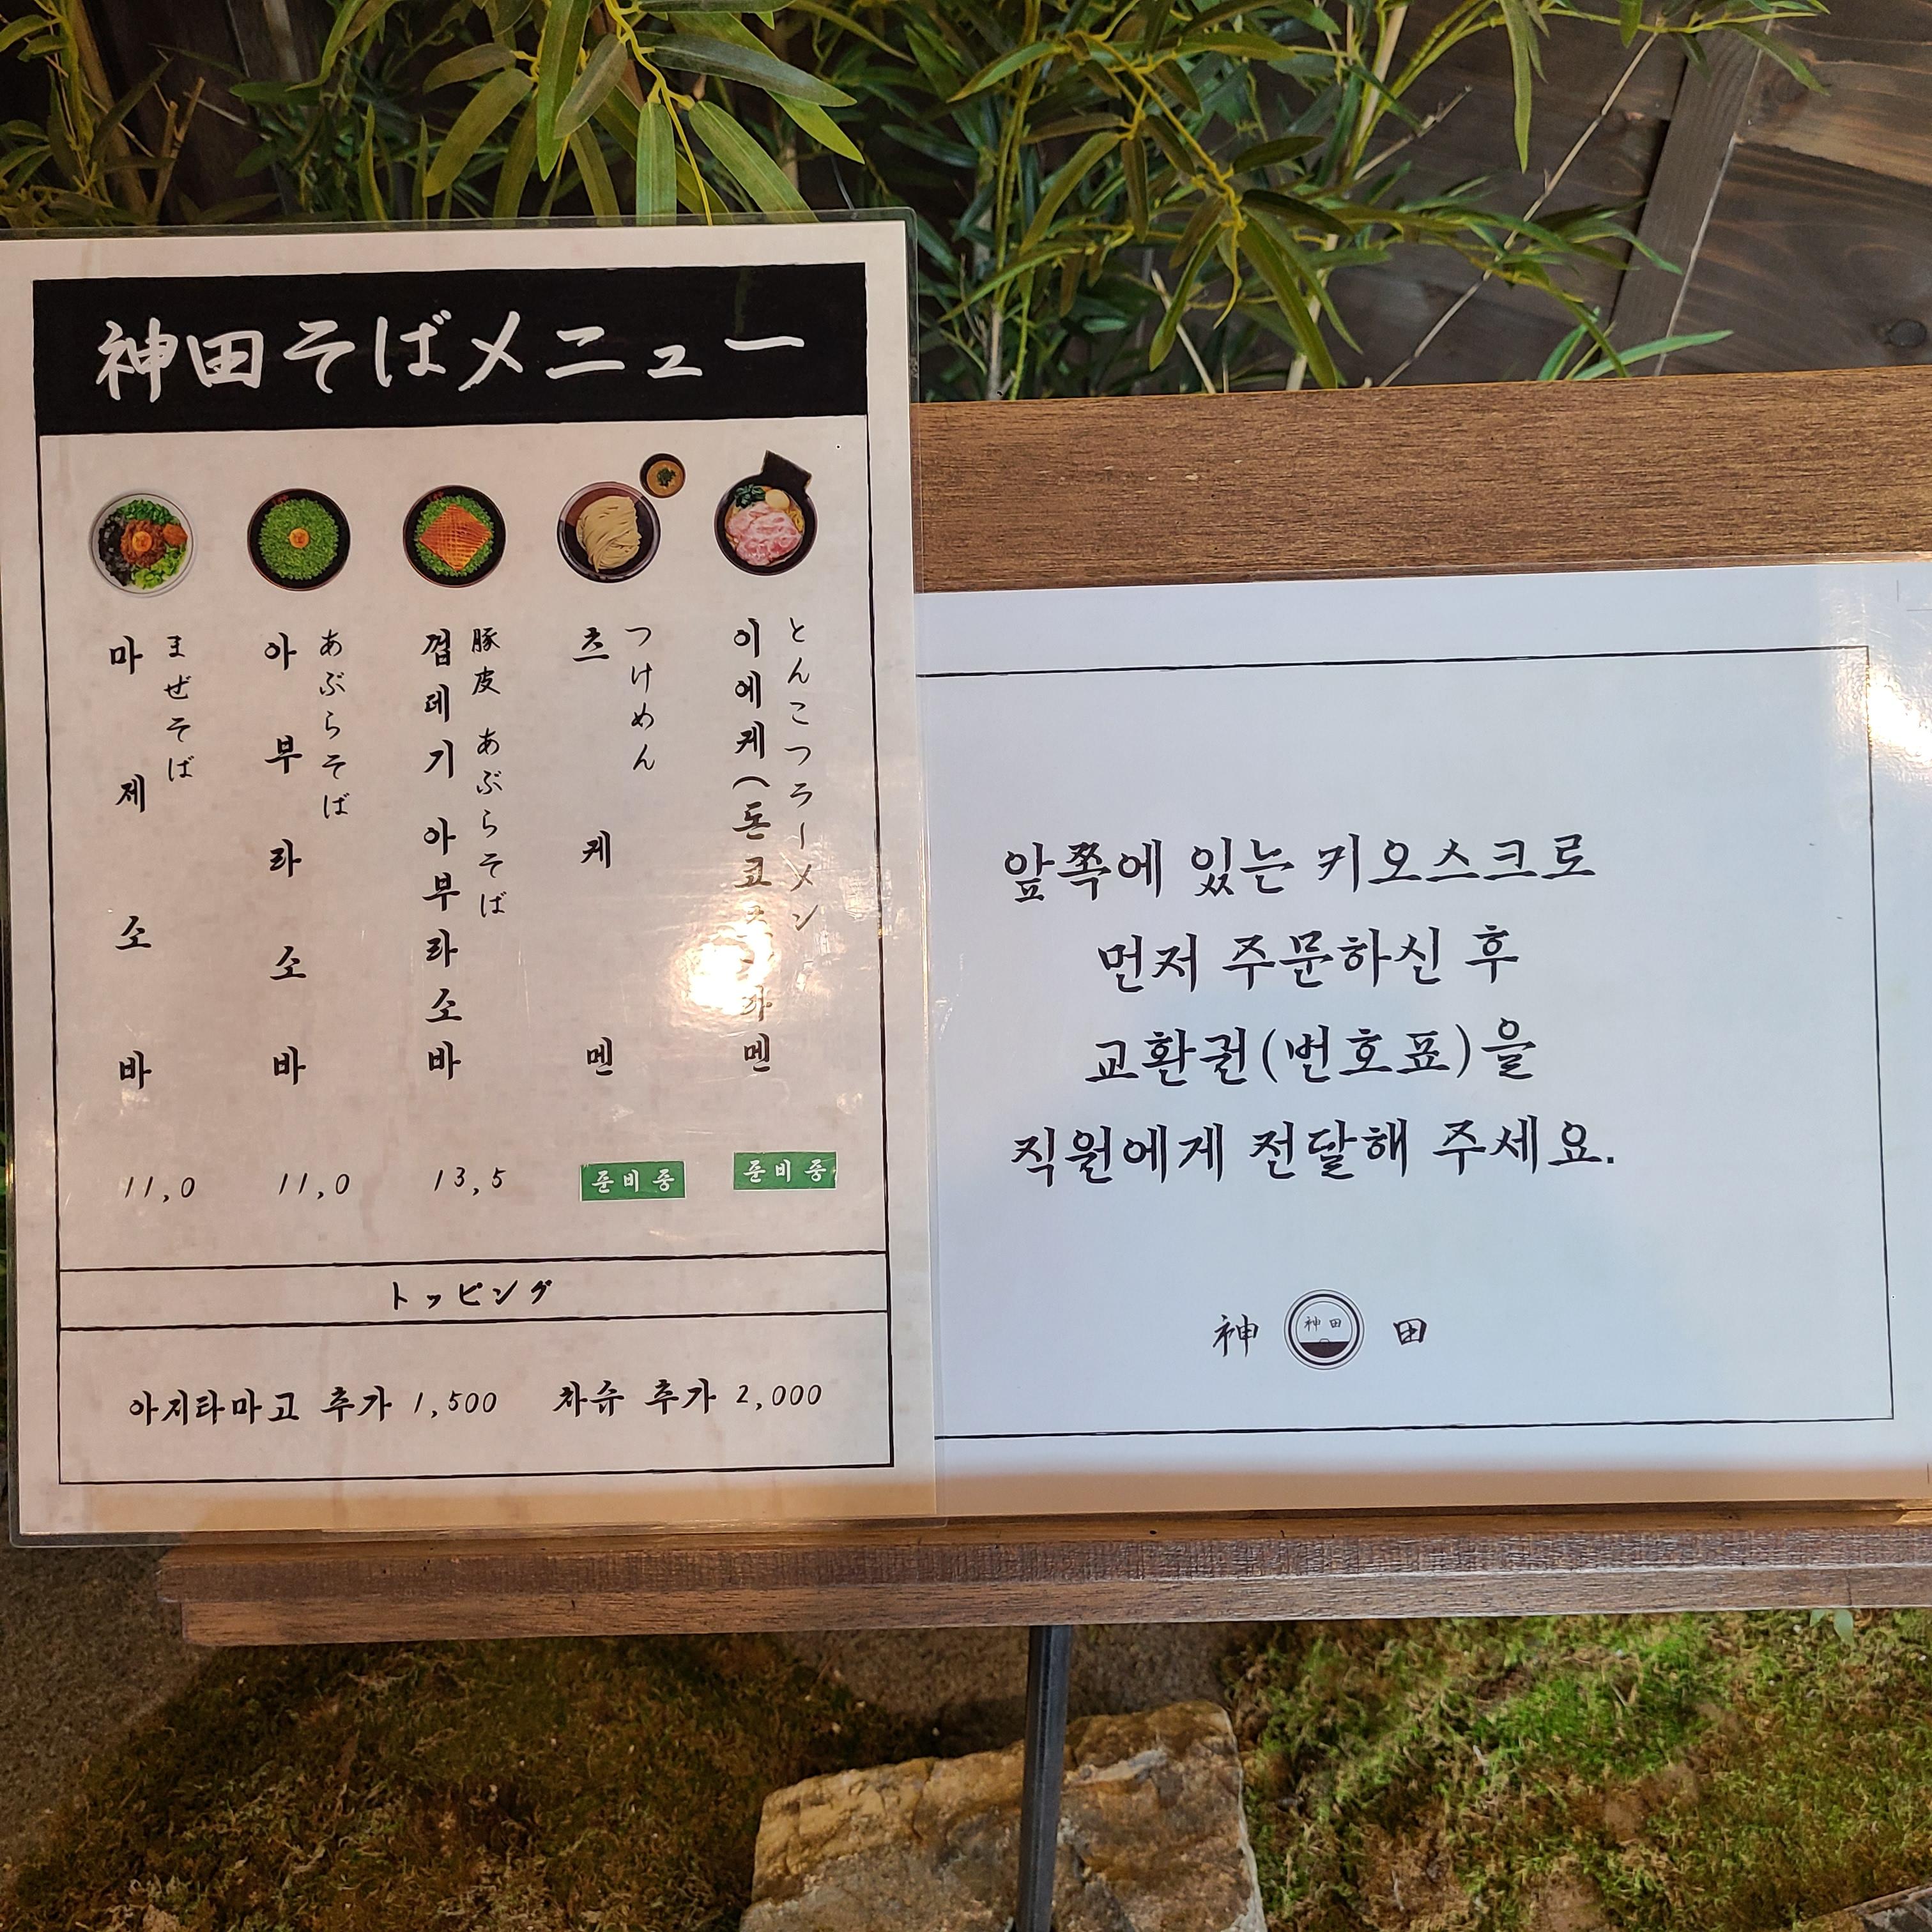 神田そばメニュー
마제소바
まぜそば
11,0
아부라소바
あぶらそば
11,0
껍데기 아부라소바
豚皮 あぶらそば
13,5
츠케멘
つけめん
준비중
이에케(돈코
멘
とんこつラーメン
준비중
トッピング
아지타마고 추가 1,500 차슈 추가 2,000
앞쪽에 있는 키오스크로
먼저 주문하신 후
교환권(번호표)을
직원에게 전달해 주세요.
神 神田 田